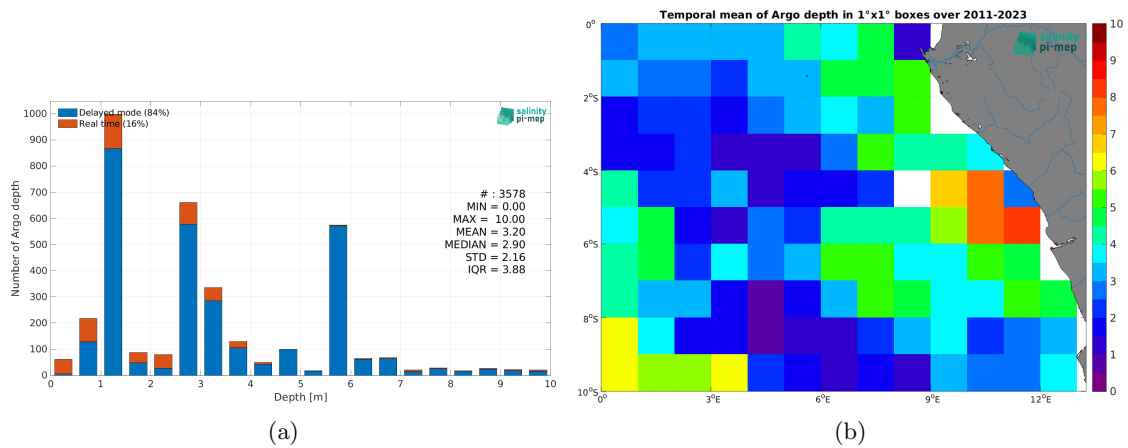 Delayed mode (84%)
Real time (16%)
salinity
pi-mep
1000
900
800
700
600
500
400
300
200
100
0
Number of Argo depth
# : 3578
MIN = 0.00
MAX = 10.00
MEAN = 3.20
MEDIAN = 2.90
STD = 2.16
IQR = 3.88
0 1 2 3 4 5 6 7 8 9 10
Depth [m]
(a)
Temporal mean of Argo depth in 1°x1° boxes over 2011-2023
salinity
pi-mep
0°
2°S
4°S
6°S
8°S
10°S
0° 3°E 6°E 9°E 12°E
10
9
8
7
6
5
4
3
2
1
0
(b)